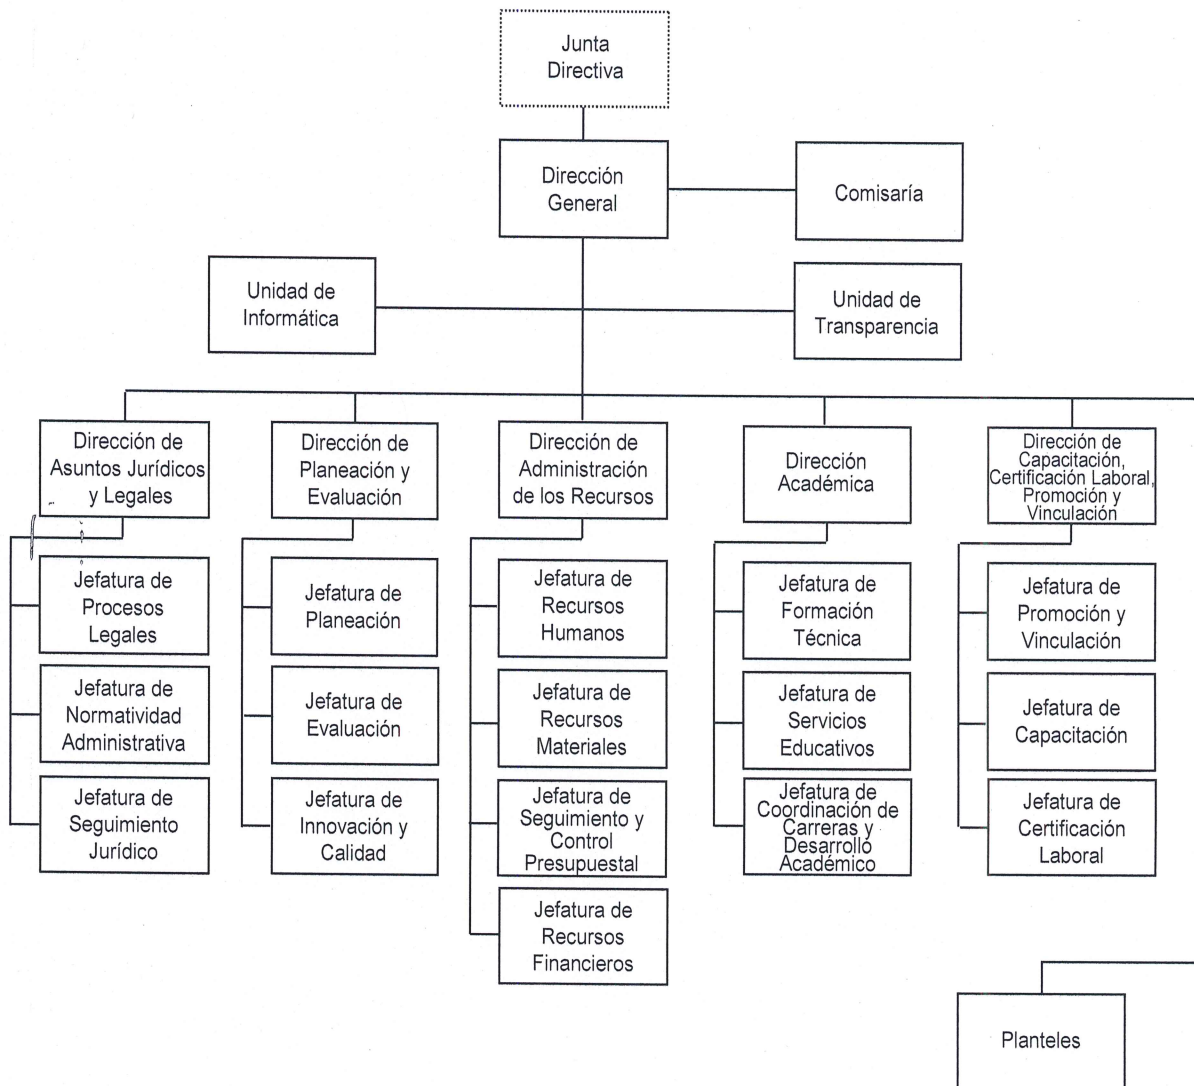 Junta
Directiva
Dirección
General
Comisaría
Unidad de
Informática
Unidad de
Transparencia
Dirección de
Asuntos Jurídicos
y Legales
Dirección de
Planeación y
Evaluación
Dirección de
Administración
de los Recursos
Dirección
Académica
Dirección de
Capacitación,
Certificación Laboral,
Promoción y
Vinculación
Jefatura de
Procesos
Legales
Jefatura de
Normatividad
Administrativa
Jefatura de
Seguimiento
Jurídico
Jefatura de
Planeación
Jefatura de
Evaluación
Jefatura de
Innovación y
Calidad
Jefatura de
Recursos
Humanos
Jefatura de
Recursos
Materiales
Jefatura de
Seguimiento y
Control
Presupuestal
Jefatura de
Recursos
Financieros
Jefatura de
Formación
Técnica
Jefatura de
Servicios
Educativos
Jefatura de
Coordinación de
Carreras y
Desarrollo
Académico
Jefatura de
Promoción y
Vinculación
Jefatura de
Capacitación
Jefatura de
Certificación
Laboral
Planteles